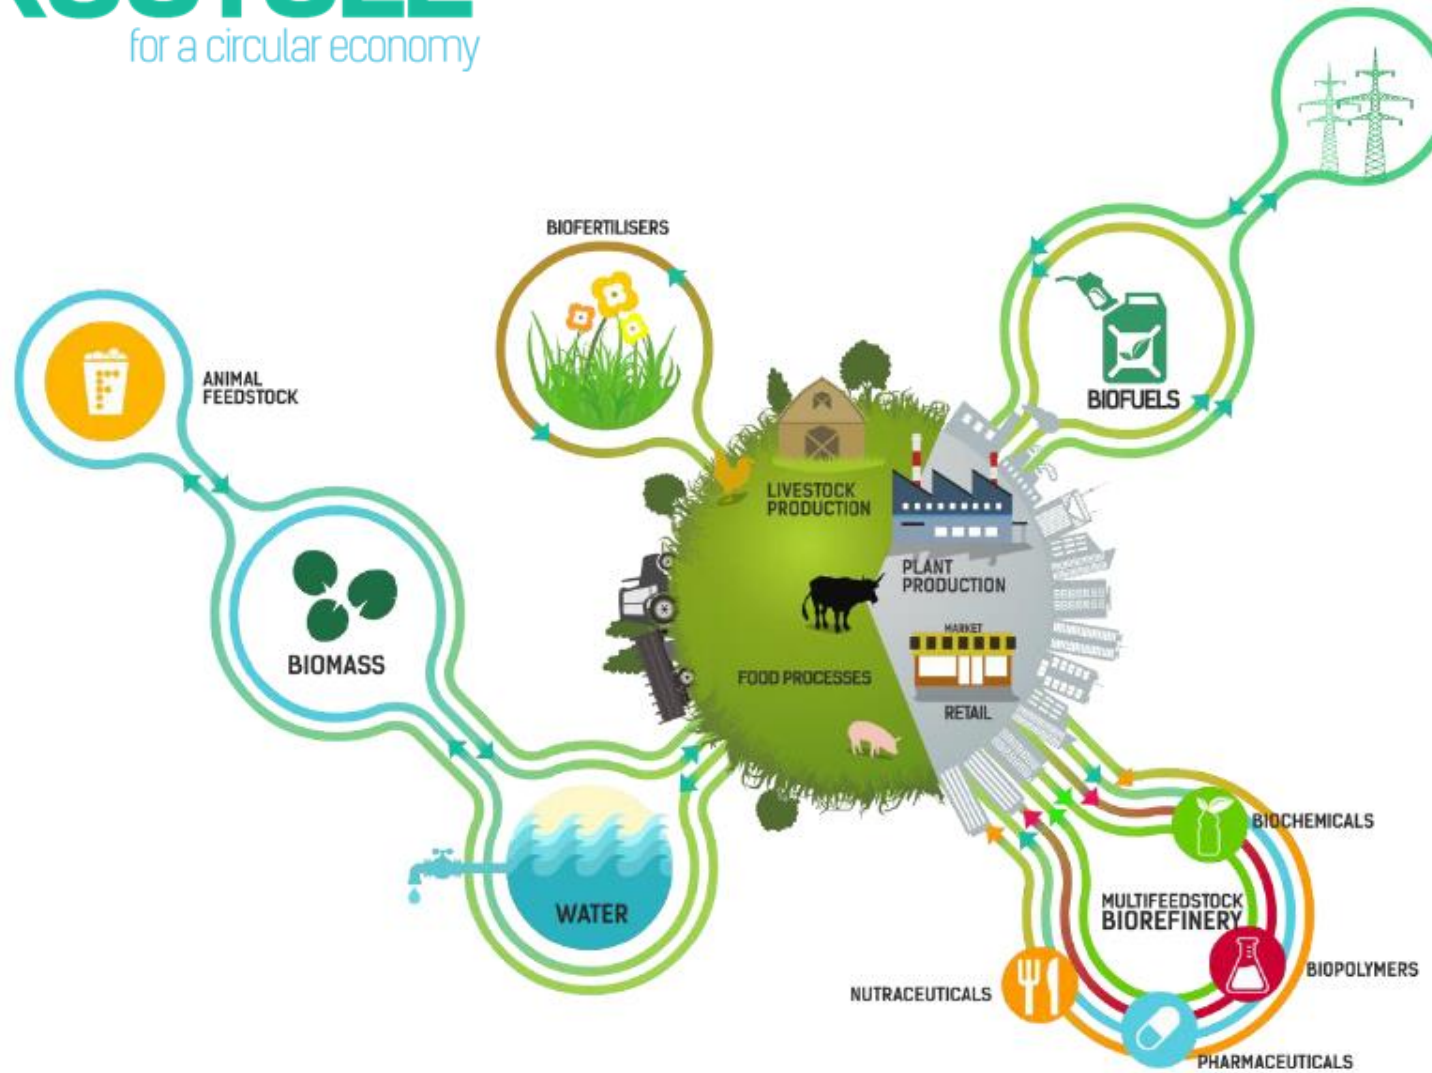 for a circular economy
BIOFERTILISERS
ANIMAL
FEEDSTOCK
BIOFUELS
LIVESTOCK
PRODUCTION
PLANT
PRODUCTION
MARKET
BIOMASS
FOOD PROCESSES
RETAIL
BIOCHEMICALS
WATER
MULTIFEEDSTOCK
BIOREFINERY
BIOPOLYMERS
NUTRACEUTICALS
PHARMACEUTICALS